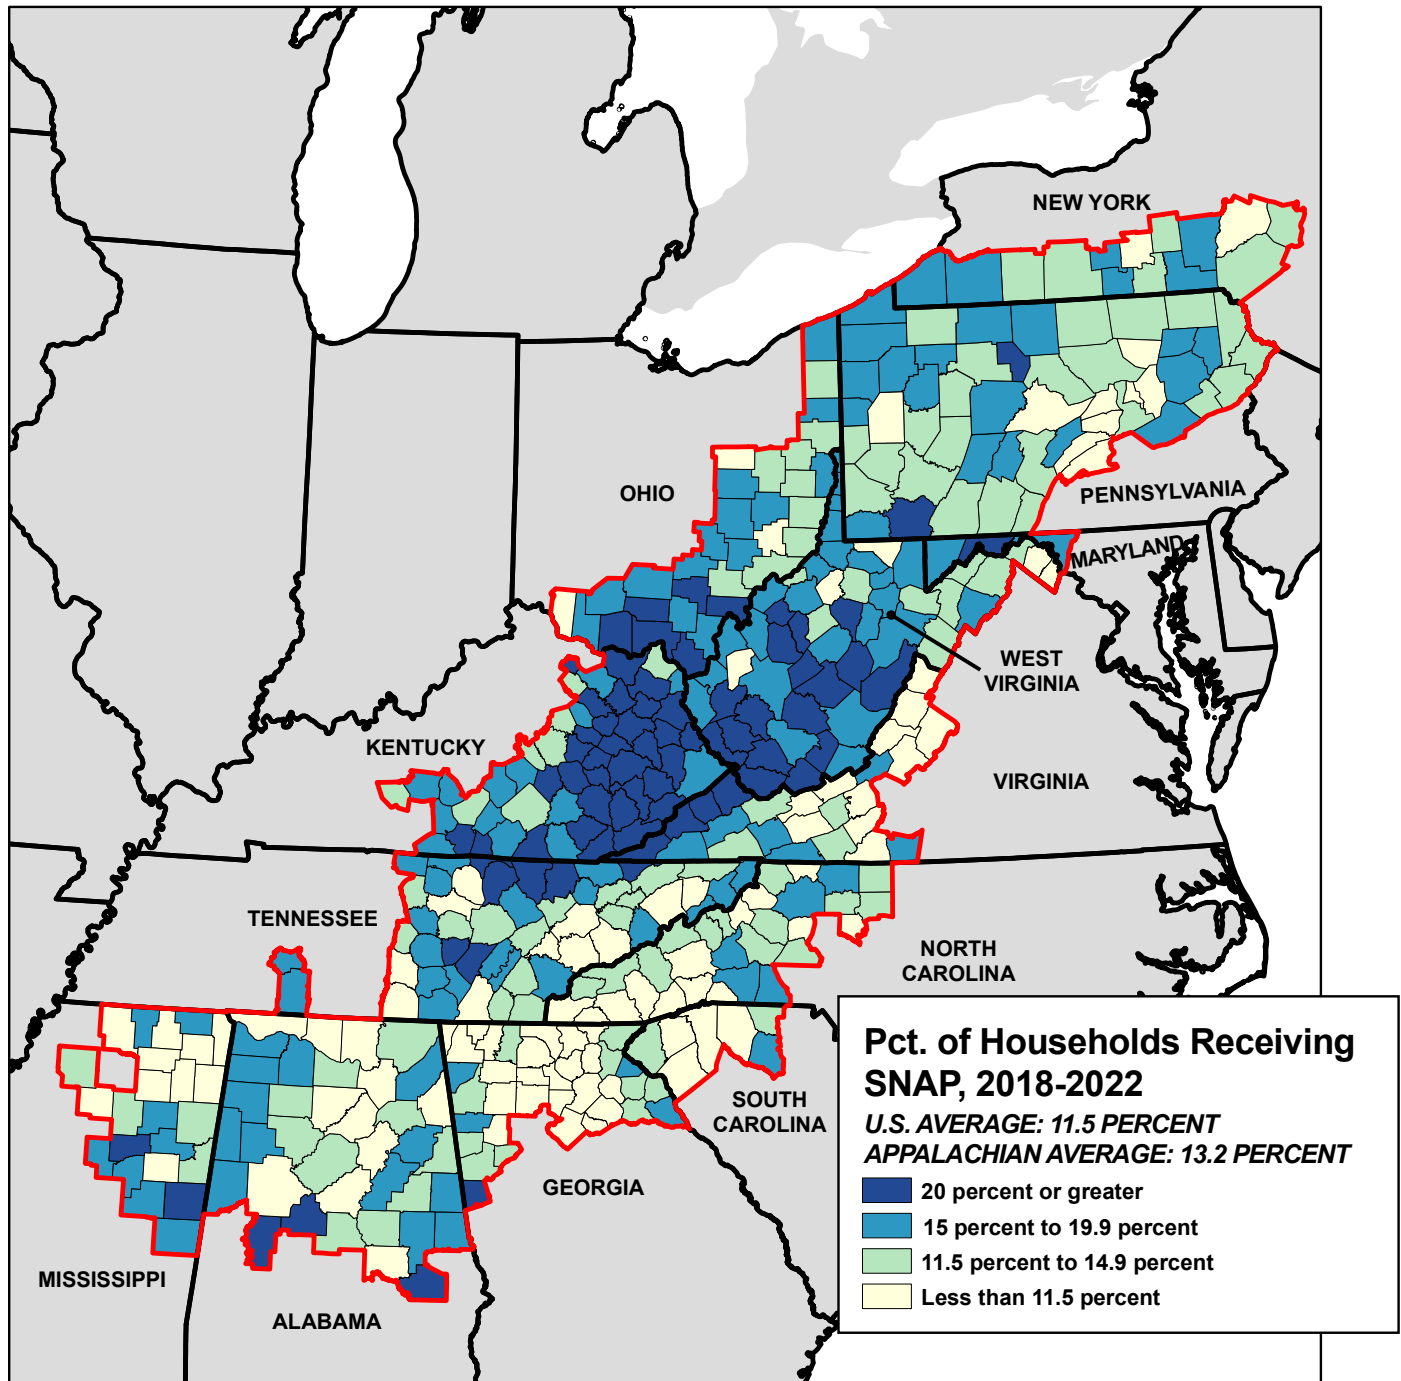 NEW YORK
OHIO
PENNSYLVANIA
MARYLAND
WEST
VIRGINIA
KENTUCKY
VIRGINIA
TENNESSEE
NORTH
CAROLINA
SOUTH
CAROLINA
GEORGIA
MISSISSIPPI
ALABAMA
Pct. of Households Receiving
SNAP, 2018-2022
U.S. AVERAGE: 11.5 PERCENT
APPALACHIAN AVERAGE: 13.2 PERCENT
20 percent or greater
15 percent to 19.9 percent
11.5 percent to 14.9 percent
Less than 11.5 percent